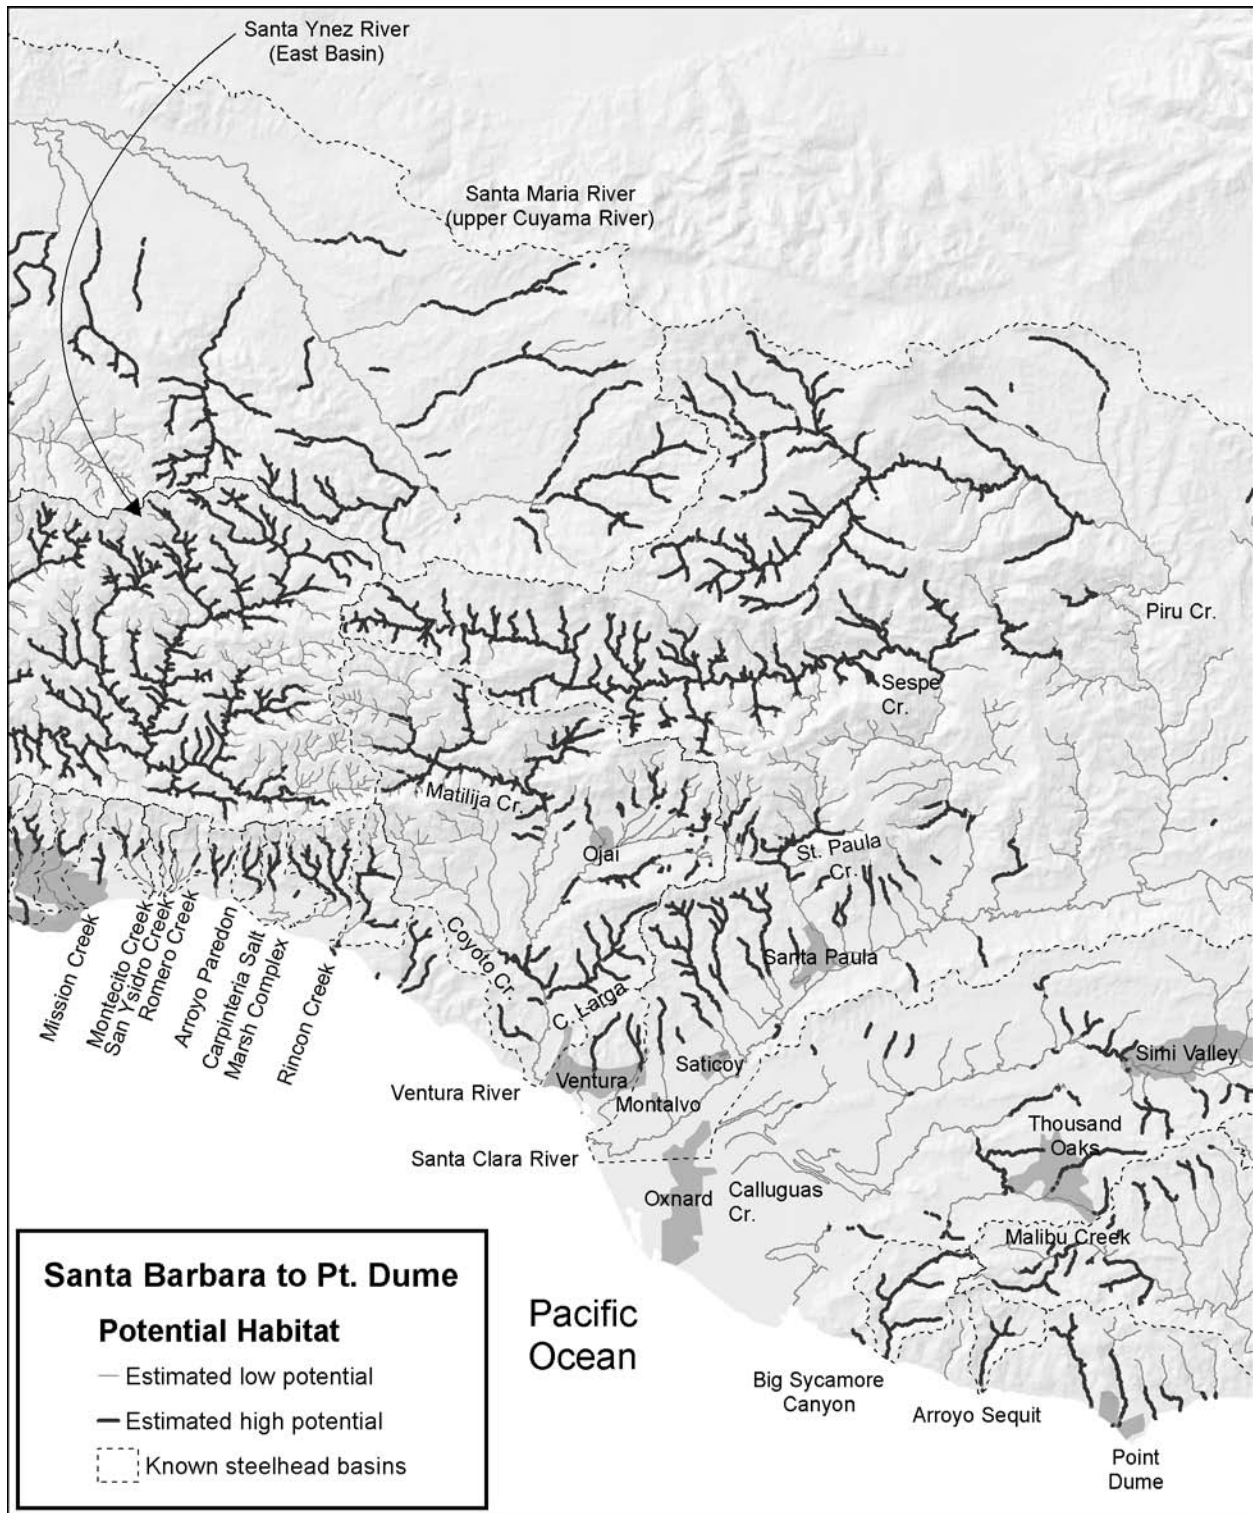 Santa Ynez River
(East Basin)
Santa Maria River
(upper Cuyama River)
Piru Cr.
Sespe
Cr.
Matilija Cr.
Ojai
St. Paula
Cr.
Santa Paula
Coyoto Cr.
C. Larga
Mission Creek
Montecito Creek
San Ysidro Creek
Romero Creek
Arroyo Paredon
Carpinteria Salt
Marsh Complex
Rincon Creek
Ventura River
Ventura
Saticoy
Montalvo
Simi Valley
Thousand
Oaks
Santa Clara River
Oxnard
Calluguas
Cr.
Malibu Creek
Santa Barbara to Pt. Dume
Potential Habitat
Estimated low potential
Estimated high potential
Known steelhead basins
Pacific
Ocean
Big Sycamore
Canyon
Arroyo Sequit
Point
Dume